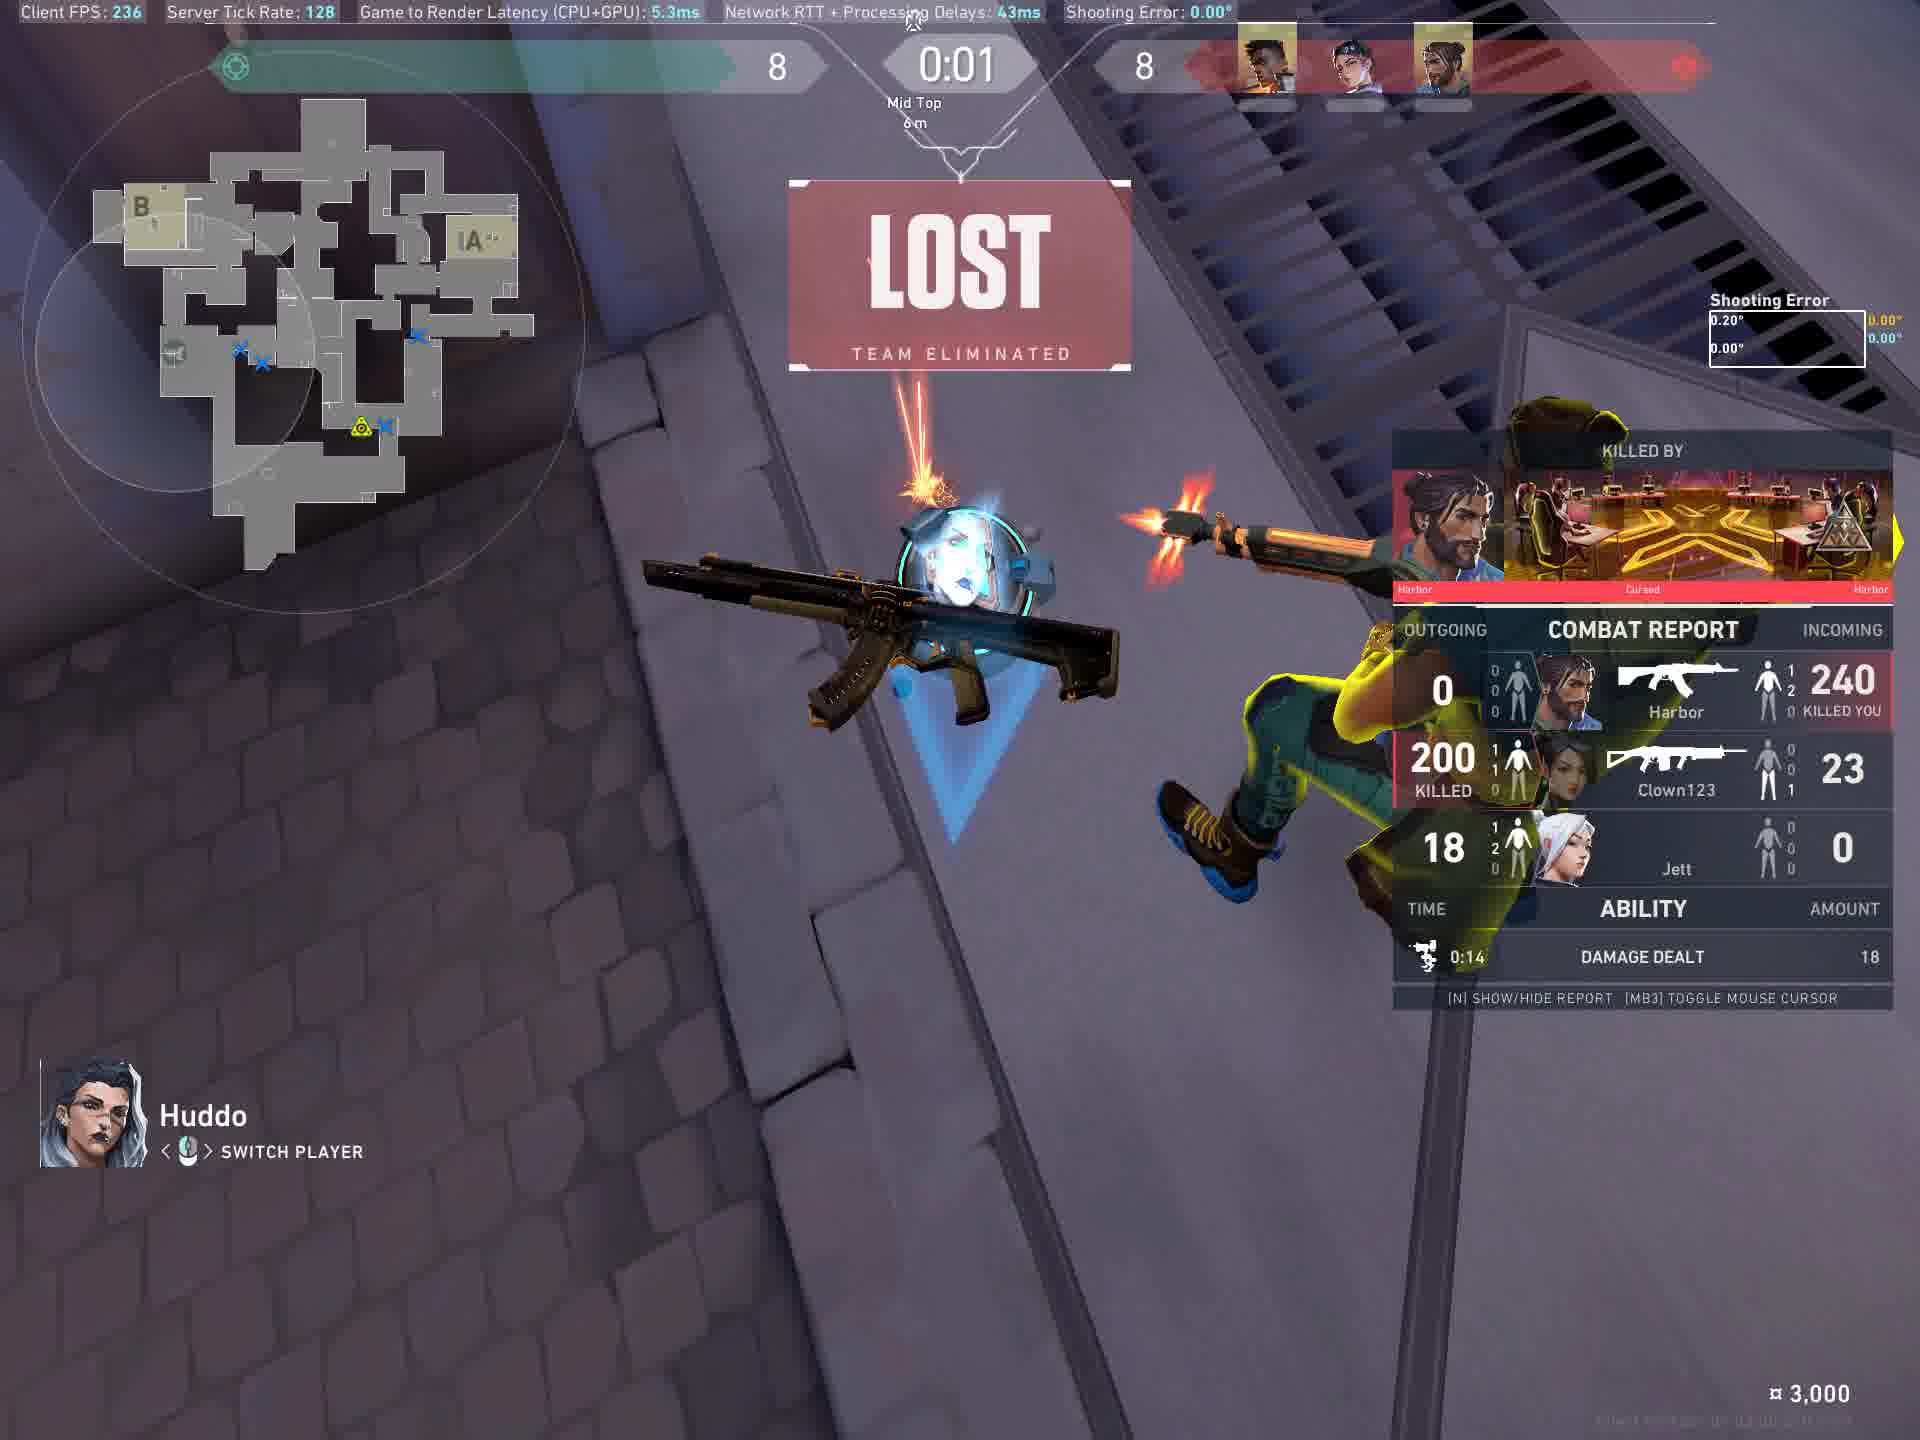 Client FPS: 236 Server Tick Rate: 128 Game to Render Latency (CPU+GPU): 5.3ms Network RTT + Processing Delays: 43ms Shooting Error: 0.00°
8 0:01 8
Mid Top
6 m
B
A
LOST
TEAM ELIMINATED
Shooting Error
0.20° 0.00°
0.00° 0.00°
KILLED BY
Harbor Cursed Harbor
OUTGOING COMBAT REPORT INCOMING
0 0 0 0 Harbor 1 2 0 240 KILLED YOU
200 KILLED 1 1 0 Clown123 0 0 1 23
18 1 2 0 Jett 0 0 0 0
TIME ABILITY AMOUNT
0:14 DAMAGE DEALT 18
[N] SHOW/HIDE REPORT [MB3] TOGGLE MOUSE CURSOR
Huddo
< > SWITCH PLAYER
¤ 3,000